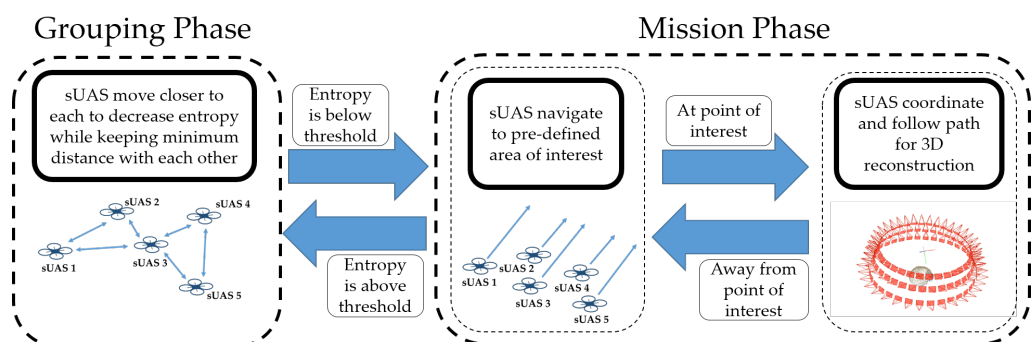 Grouping Phase
Mission Phase
sUAS move closer to
each to decrease entropy
while keeping minimum
distance with each other
Entropy
is below
threshold
sUAS navigate
to pre-defined
area of interest
At point of
interest
sUAS coordinate
and follow path
for 3D
reconstruction
sUAS 2
sUAS 4
sUAS 1
sUAS 3
sUAS 5
Entropy
is above
threshold
sUAS 2
sUAS 1
sUAS 4
sUAS 3
sUAS 5
Away from
point of
interest